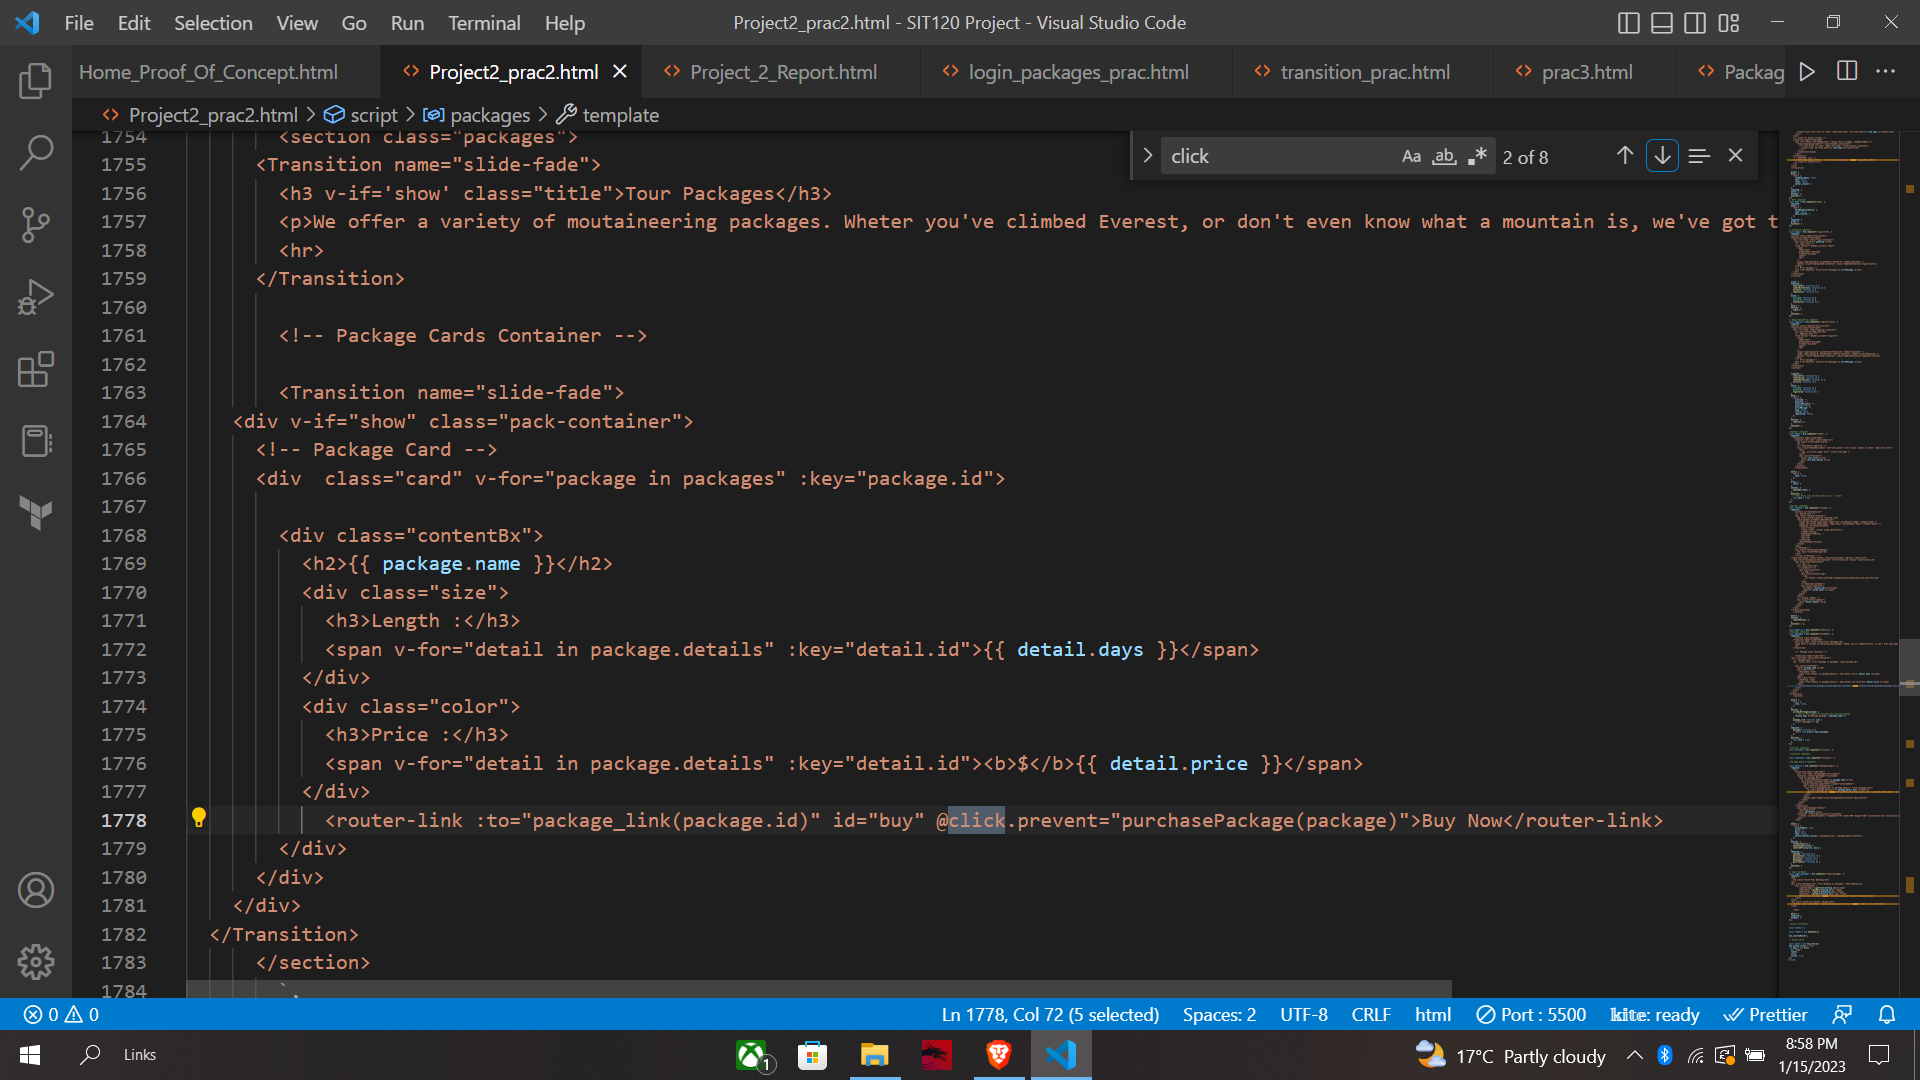 File Edit Selection View Go Run Terminal Help
Project2_prac2.html - SIT120 Project - Visual Studio Code
Home_Proof_Of_Concept.html
Project2_prac2.html
Project_2_Report.html
login_packages_prac.html
transition_prac.html
prac3.html
Packag
Project2_prac2.html > script > packages > template
click
Aa ab .* 2 of 8
1754 <section class="packages">
1755 <Transition name="slide-fade">
1756 <h3 v-if='show' class="title">Tour Packages</h3>
1757 <p>We offer a variety of moutaineering packages. Wheter you've climbed Everest, or don't even know what a mountain is, we've got t
1758 <hr>
1759 </Transition>
1760
1761 <!-- Package Cards Container -->
1762
1763 <Transition name="slide-fade">
1764 <div v-if="show" class="pack-container">
1765 <!-- Package Card -->
1766 <div  class="card" v-for="package in packages" :key="package.id">
1767
1768 <div class="contentBx">
1769 <h2>{{ package.name }}</h2>
1770 <div class="size">
1771 <h3>Length :</h3>
1772 <span v-for="detail in package.details" :key="detail.id">{{ detail.days }}</span>
1773 </div>
1774 <div class="color">
1775 <h3>Price :</h3>
1776 <span v-for="detail in package.details" :key="detail.id"><b>$</b>{{ detail.price }}</span>
1777 </div>
1778 <router-link :to="package_link(package.id)" id="buy" @click.prevent="purchasePackage(package)">Buy Now</router-link>
1779 </div>
1780 </div>
1781 </div>
1782 </Transition>
1783 </section>
1784 `,
0 0
Ln 1778, Col 72 (5 selected) Spaces: 2 UTF-8 CRLF html Port : 5500 kite: ready Prettier
Links
1
17°C Partly cloudy
8:58 PM
1/15/2023